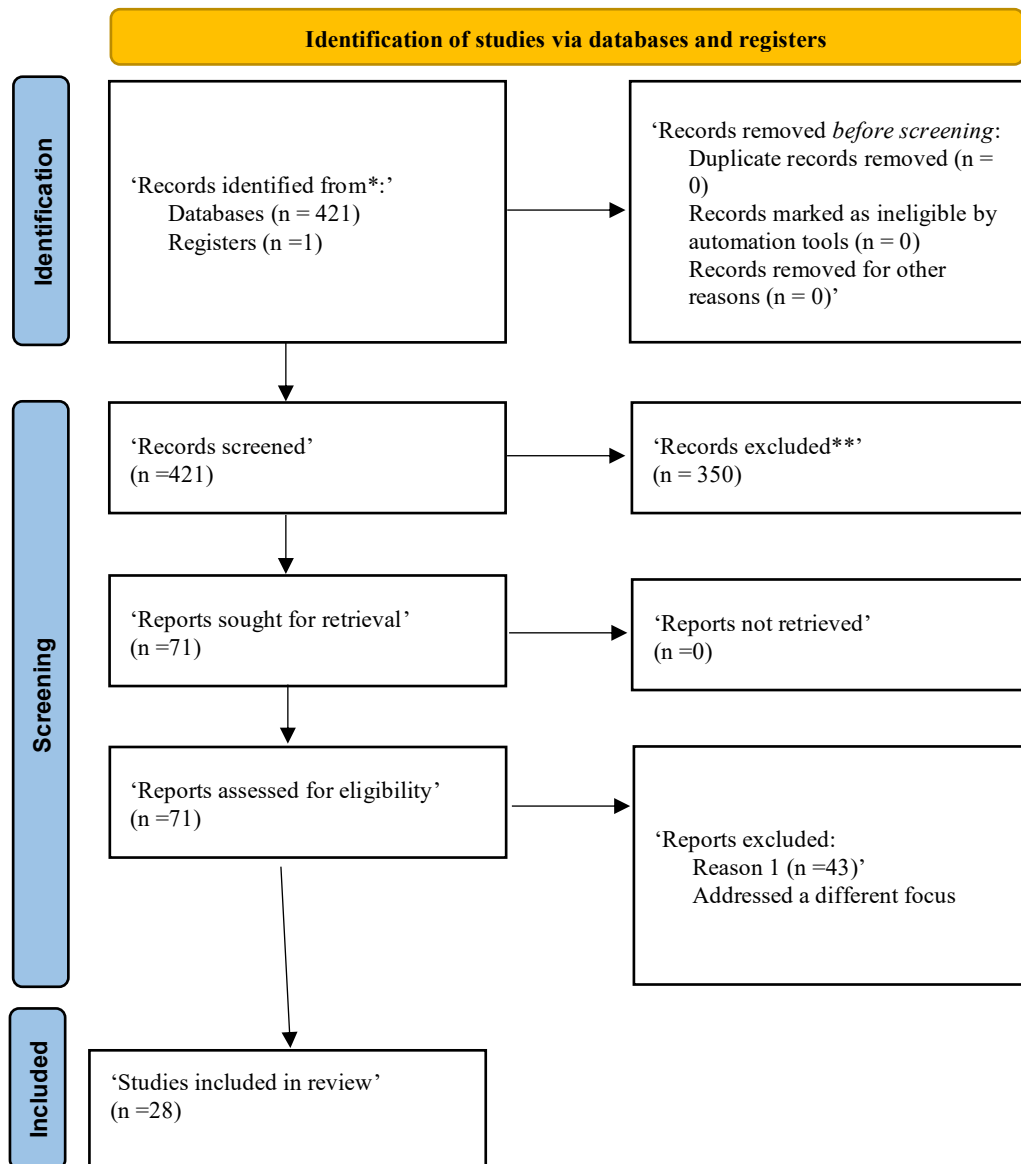 Identification of studies via databases and registers
Identification
‘Records identified from*:’
Databases (n = 421)
Registers (n =1)
‘Records removed before screening:
Duplicate records removed (n =
0)
Records marked as ineligible by
automation tools (n = 0)
Records removed for other
reasons (n = 0)’
Screening
‘Records screened’
(n =421)
‘Records excluded**’
(n = 350)
‘Reports sought for retrieval’
(n =71)
‘Reports not retrieved’
(n =0)
‘Reports assessed for eligibility’
(n =71)
‘Reports excluded:
Reason 1 (n =43)’
Addressed a different focus
Included
‘Studies included in review’
(n =28)